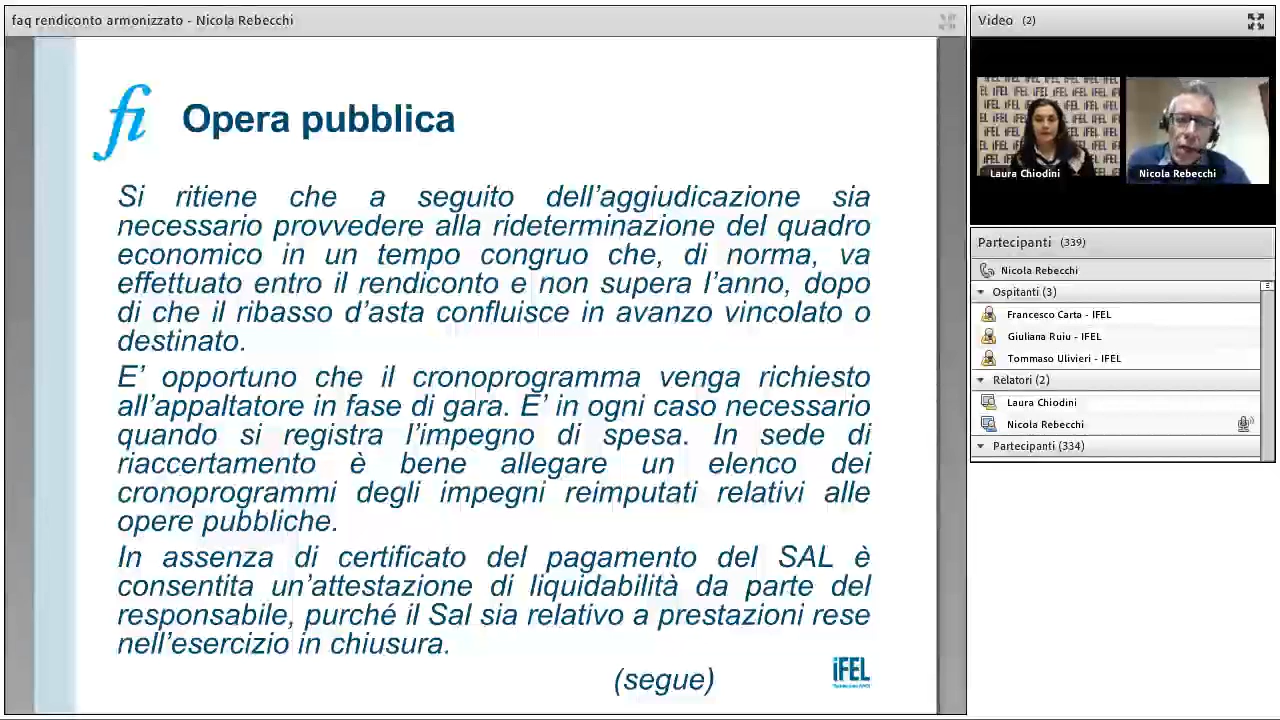 faq rendiconto armonizzato - Nicola Rebecchi
fi Opera pubblica
Si ritiene che a seguito dell’aggiudicazione sia
necessario provvedere alla rideterminazione del quadro
economico in un tempo congruo che, di norma, va
effettuato entro il rendiconto e non supera l’anno, dopo
di che il ribasso d’asta confluisce in avanzo vincolato o
destinato.
E’ opportuno che il cronoprogramma venga richiesto
all’appaltatore in fase di gara. E’ in ogni caso necessario
quando si registra l’impegno di spesa. In sede di
riaccertamento è bene allegare un elenco dei
cronoprogrammi degli impegni reimputati relativi alle
opere pubbliche.
In assenza di certificato del pagamento del SAL è
consentita un’attestazione di liquidabilità da parte del
responsabile, purché il Sal sia relativo a prestazioni rese
nell’esercizio in chiusura.
(segue)
iFEL
Video (2)
Laura Chiodini
Nicola Rebecchi
Partecipanti (339)
Nicola Rebecchi
Ospitanti (3)
Francesco Carta - IFEL
Giuliana Ruiu - IFEL
Tommaso Ulivieri - IFEL
Relatori (2)
Laura Chiodini
Nicola Rebecchi
Partecipanti (334)